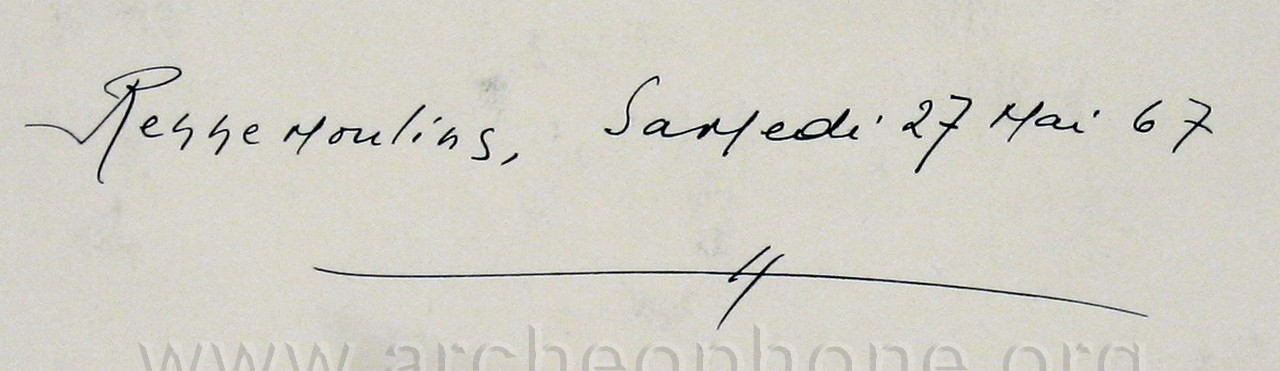 Rennemoulins, Samedi 27 Mai 67
www.archeophone.org